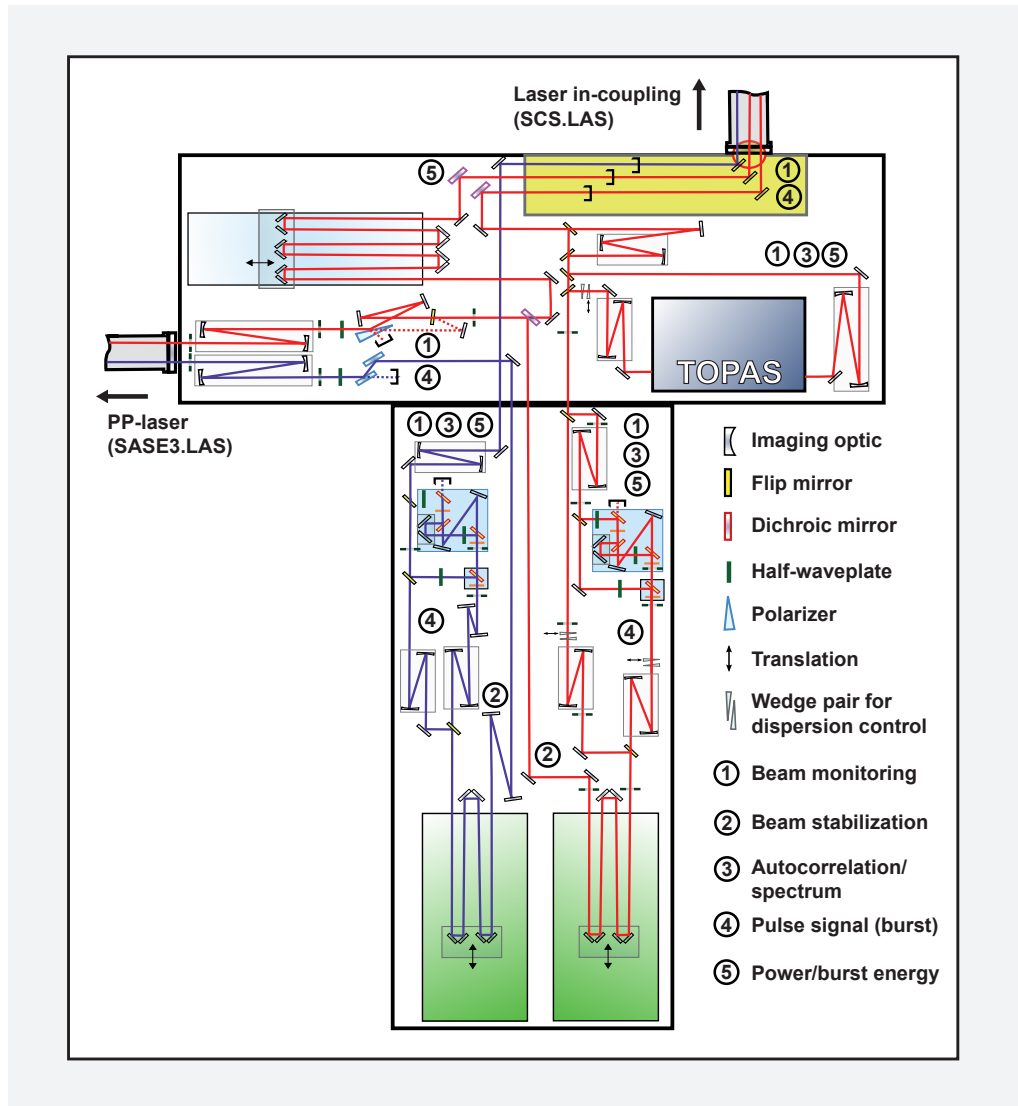 Laser in-coupling
(SCS.LAS)
1
4
5
1 3 5
1
4
TOPAS
PP-laser
(SASE3.LAS)
1 3 5
1
3
5
4
4
2
2
Imaging optic
Flip mirror
Dichroic mirror
Half-waveplate
Polarizer
Translation
Wedge pair for
dispersion control
1 Beam monitoring
2 Beam stabilization
3 Autocorrelation/
spectrum
4 Pulse signal (burst)
5 Power/burst energy